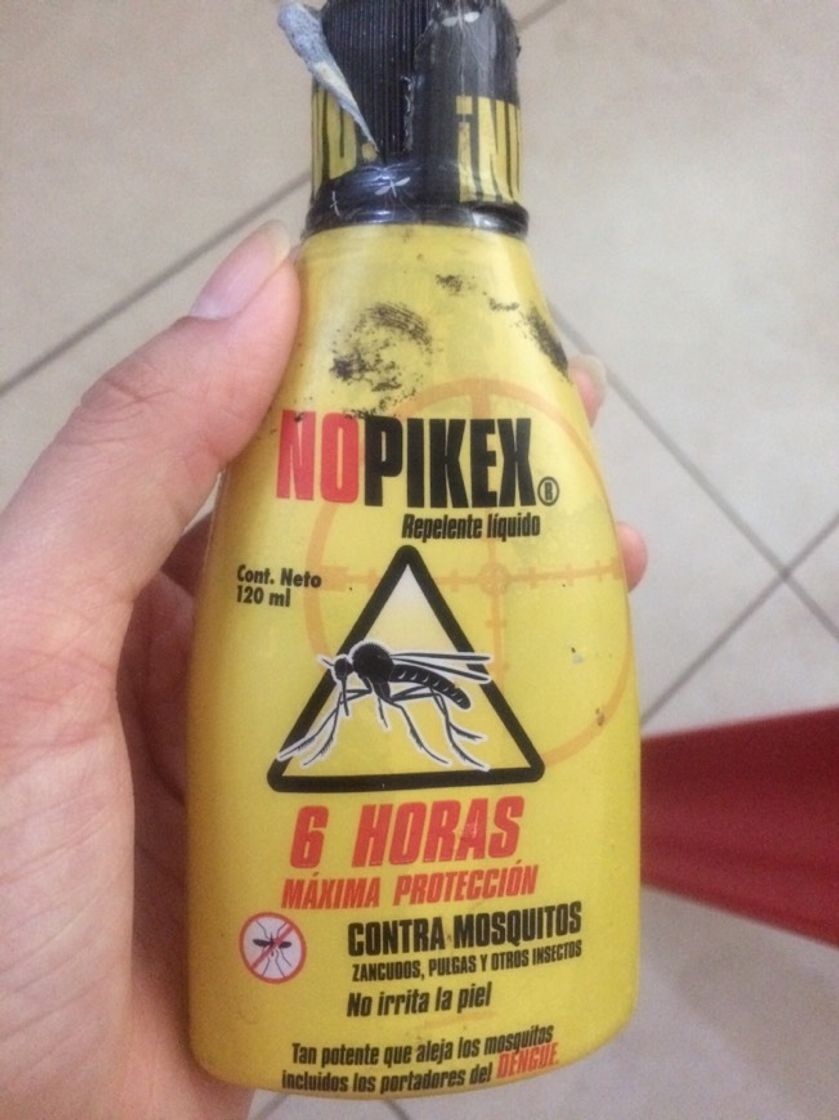 NOPIKEX®
Repelente líquido
Cont. Neto
120 ml
6 HORAS
MÁXIMA PROTECCIÓN
CONTRA MOSQUITOS
ZANCUDOS, PULGAS Y OTROS INSECTOS
No irrita la piel
Tan potente que aleja los mosquitos
incluidos los portadores del DENGUE.